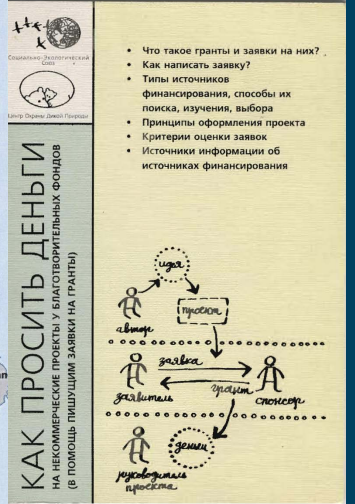 Социально-Экологический
Союз
Центр Охраны Дикой Природы
КАК ПРОСИТЬ ДЕНЬГИ
НА НЕКОММЕРЧЕСКИЕ ПРОЕКТЫ У БЛАГОТВОРИТЕЛЬНЫХ ФОНДОВ
(В ПОМОЩЬ ПИШУЩИМ ЗАЯВКИ НА ГРАНТЫ)
• Что такое гранты и заявки на них?
• Как написать заявку?
• Типы источников
финансирования, способы их
поиска, изучения, выбора
• Принципы оформления проекта
• Критерии оценки заявок
• Источники информации об
источниках финансирования
идея
проект
автор
заявка
грант
заявитель
спонсор
деньги
руководитель
проекта